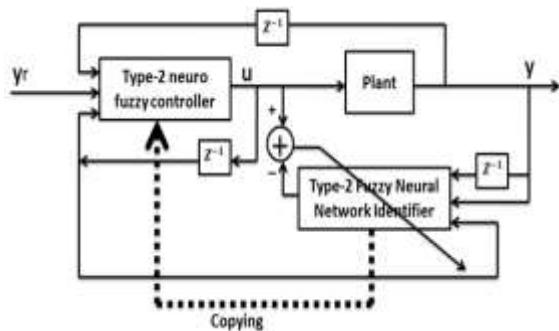 Z⁻¹
yr
Type-2 neuro
fuzzy controller
u
Plant
y
+
+
Z⁻¹
−
Type-2 Fuzzy Neural
Network Identifier
Z⁻¹
Copying